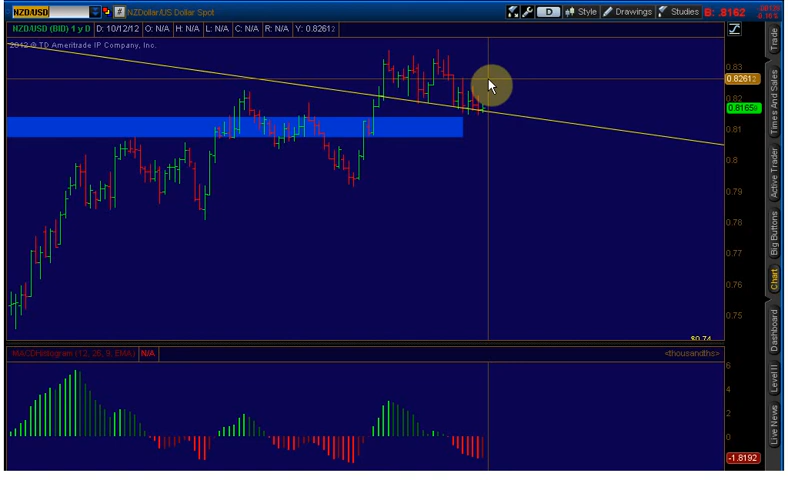 NZD/USD # NZDollar/US Dollar Spot D Style Drawings Studies B: .8162
NZD/USD (BID) 1 y D D: 10/12/12 O: N/A H: N/A L: N/A C: N/A R: N/A Y: 0.82612
2012 © TD Ameritrade IP Company, Inc.
0.83
0.82612
0.82
0.8165
0.81
0.8
0.79
0.78
0.77
0.76
0.75
$0.74
MACDHistogram (12, 26, 9, EMA) N/A <thousandths>
6
4
2
0
-1.8192
Trade
Times And Sales
Active Trader
Big Buttons
Chart
Dashboard
Level II
Live News